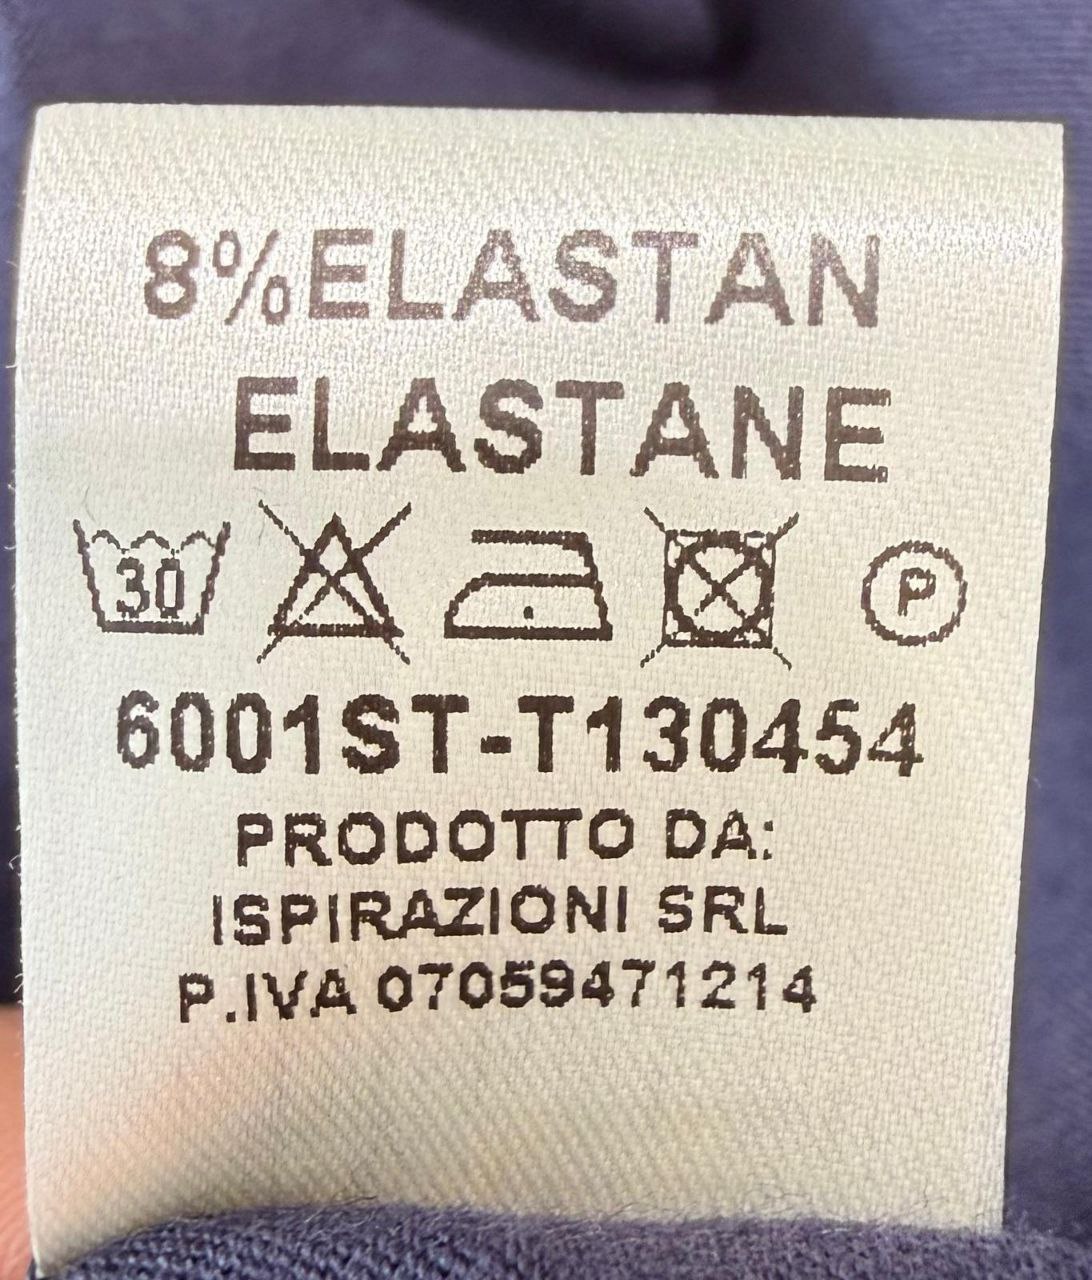 8%ELASTAN
ELASTANE
30 P
6001ST-T130454
PRODOTTO DA:
ISPIRAZIONI SRL
P.IVA 07059471214